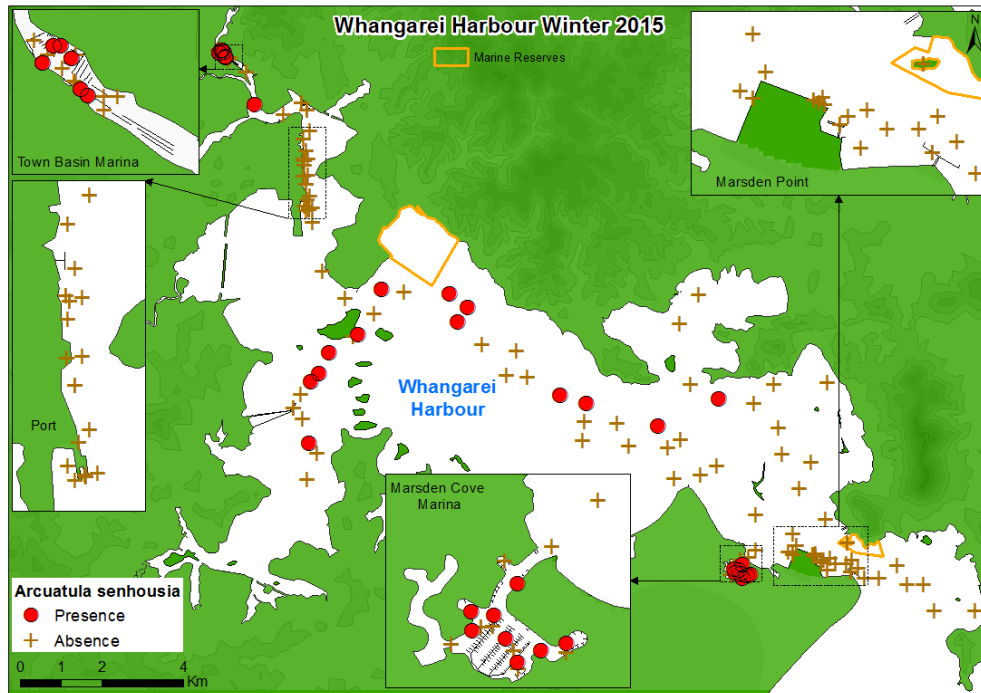 Whangarei Harbour Winter 2015
Marine Reserves
N
Town Basin Marina
Marsden Point
Port
Whangarei
Harbour
Marsden Cove
Marina
Arcuatula senhousia
Presence
Absence
0 1 2 4
Km